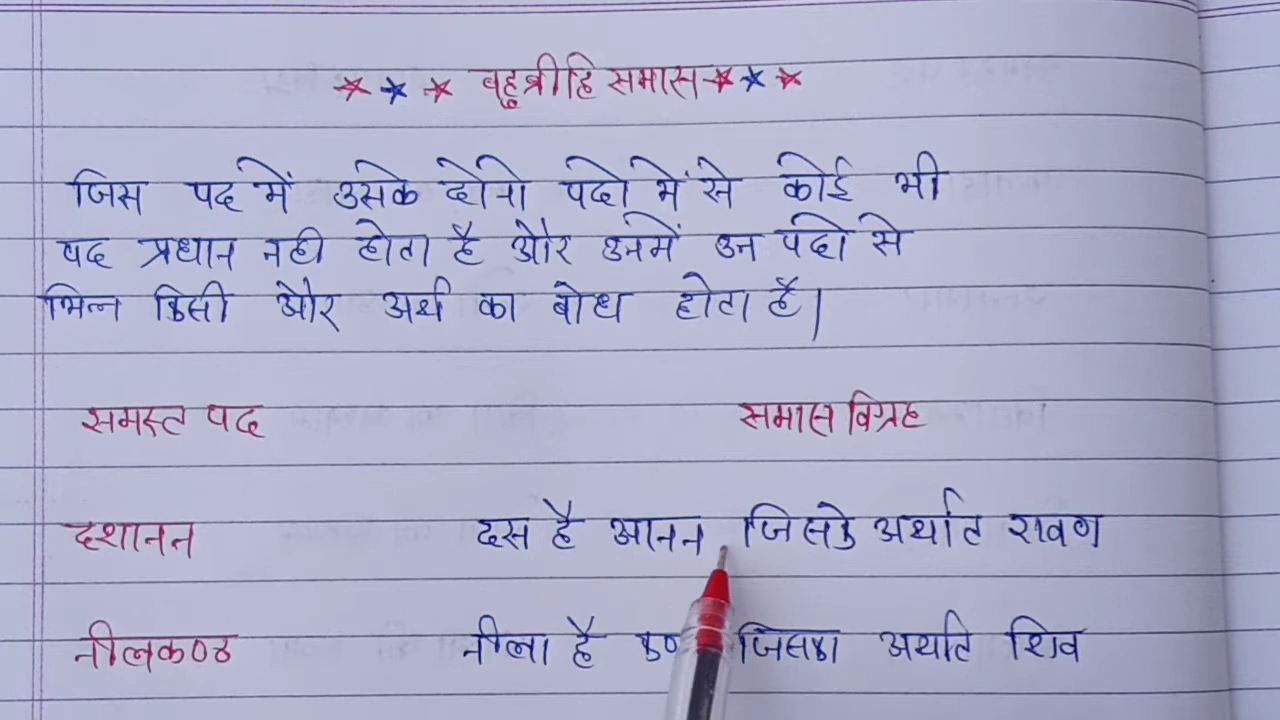 बहुव्रीहि समास
जिस पद में उसके दोनो पदो में से कोई भी
पद प्रधान नही होता है और उनमें उन पदो से
भिन्न किसी और अर्थ का बोध होता है।
समस्त पद समास विग्रह
दशानन दस है आनन जिसके अर्थात रावण
नीलकण्ठ नीला है जिसका अर्थात शिव